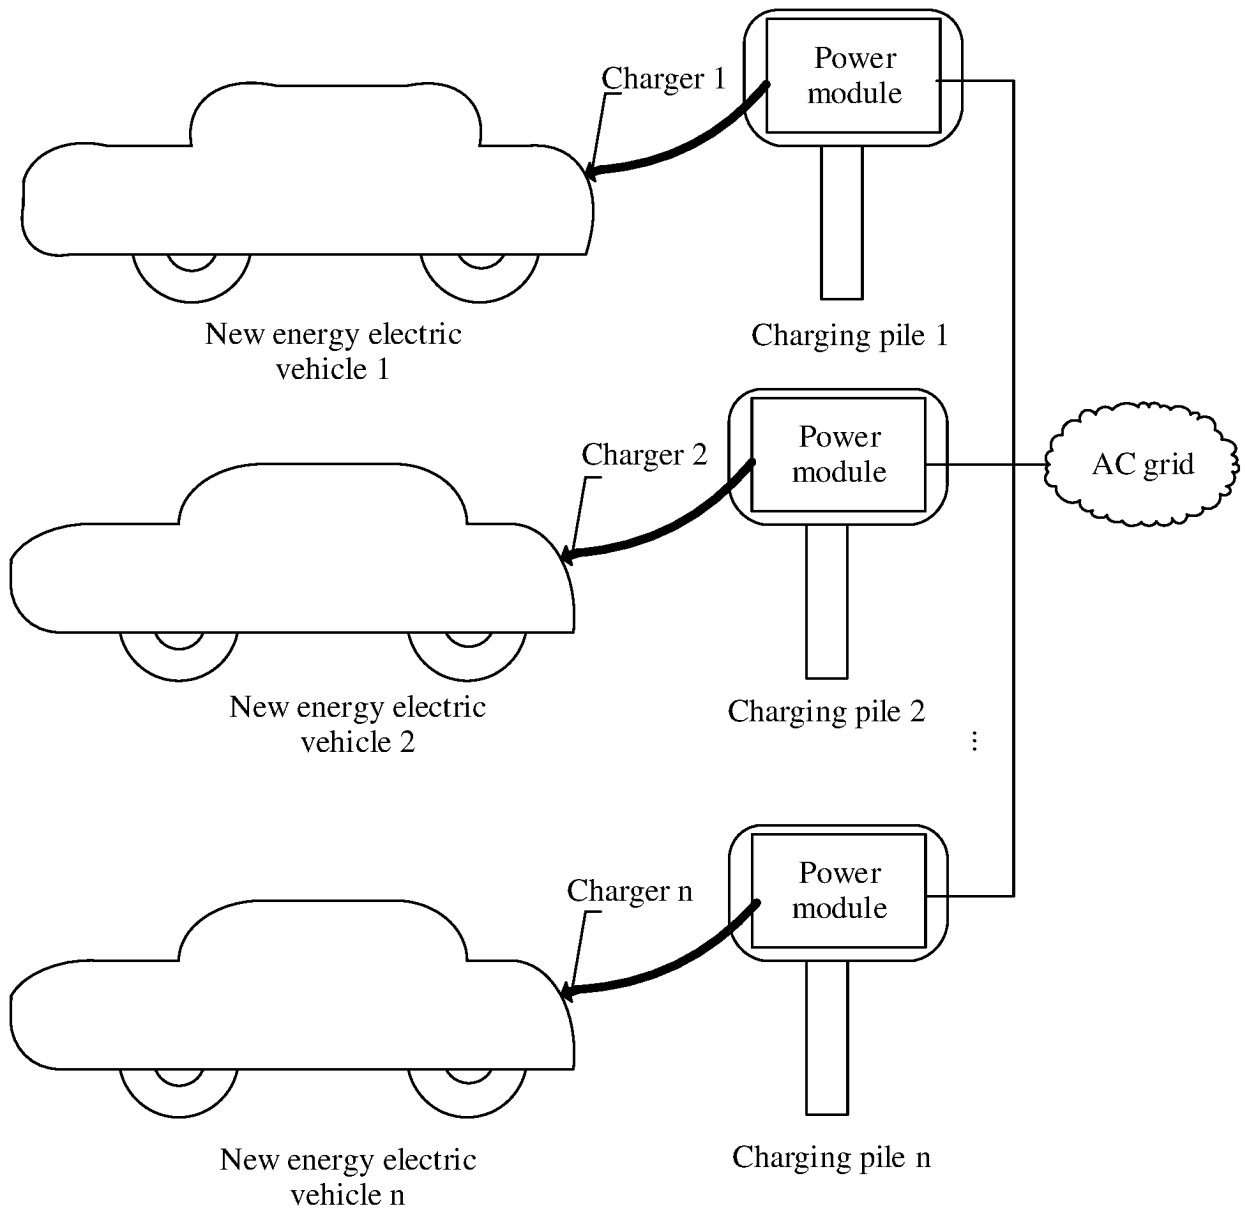 Charger 1
Power
module
New energy electric
vehicle 1
Charging pile 1
Charger 2
Power
module
AC grid
New energy electric
vehicle 2
Charging pile 2
...
Charger n
Power
module
New energy electric
vehicle n
Charging pile n